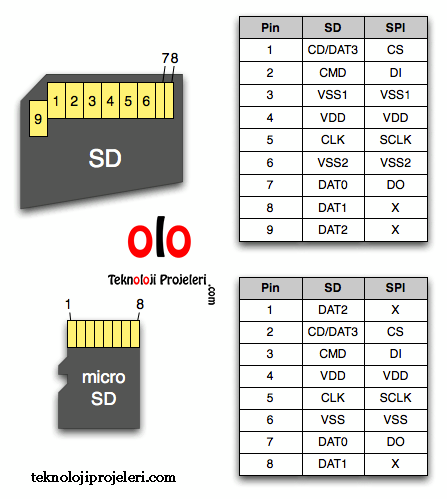 7 8
1 2 3 4 5 6
9
SD
Pin SD SPI
1 CD/DAT3 CS
2 CMD DI
3 VSS1 VSS1
4 VDD VDD
5 CLK SCLK
6 VSS2 VSS2
7 DAT0 DO
8 DAT1 X
9 DAT2 X
olo
Teknoloji Projeleri
.com
1 8
micro
SD
Pin SD SPI
1 DAT2 X
2 CD/DAT3 CS
3 CMD DI
4 VDD VDD
5 CLK SCLK
6 VSS VSS
7 DAT0 DO
8 DAT1 X
teknolojiprojeleri.com